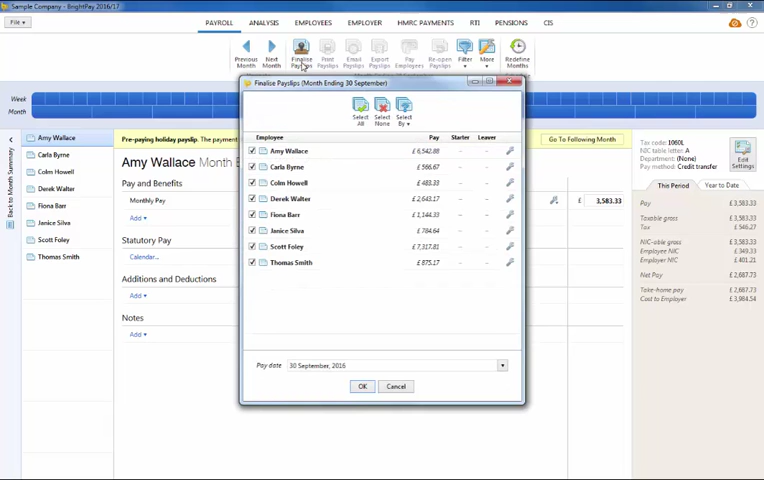 Sample Company - BrightPay 2016/17
File
PAYROLL ANALYSIS EMPLOYEES EMPLOYER HMRC PAYMENTS RTI PENSIONS CIS
Previous Month
Next Month
Finalise Payslips
Print Payslips
Email Payslips
Export Payslips
Pay Employees
Re-open Payslips
Filter
More
Redefine Months
Week
Month
Back to Month Summary
Amy Wallace
Carla Byrne
Colm Howell
Derek Walter
Fiona Barr
Janice Silva
Scott Foley
Thomas Smith
Pre-paying holiday payslip. The payment
Go To Following Month
Amy Wallace Month E
Pay and Benefits
Monthly Pay
£ 3,583.33
Add
Statutory Pay
Calendar...
Additions and Deductions
Add
Notes
Add
Finalise Payslips (Month Ending 30 September)
Select All
Select None
Select By
Employee Pay Starter Leaver
Amy Wallace £ 6,542.88 – –
Carla Byrne £ 566.67 – –
Colm Howell £ 483.33 – –
Derek Walter £ 2,643.17 – –
Fiona Barr £ 1,144.33 – –
Janice Silva £ 784.64 – –
Scott Foley £ 7,317.81 – –
Thomas Smith £ 875.17 – –
Pay date 30 September, 2016
OK Cancel
Tax code: 1060L
NIC table letter: A
Department: (None)
Pay method: Credit transfer
Edit Settings
This Period Year to Date
Pay £ 3,583.33
Taxable gross £ 3,583.33
Tax £ 546.27
NIC-able gross £ 3,583.33
Employee NIC £ 349.33
Employer NIC £ 401.21
Net Pay £ 2,687.73
Take-home pay £ 2,687.73
Cost to Employer £ 3,984.54